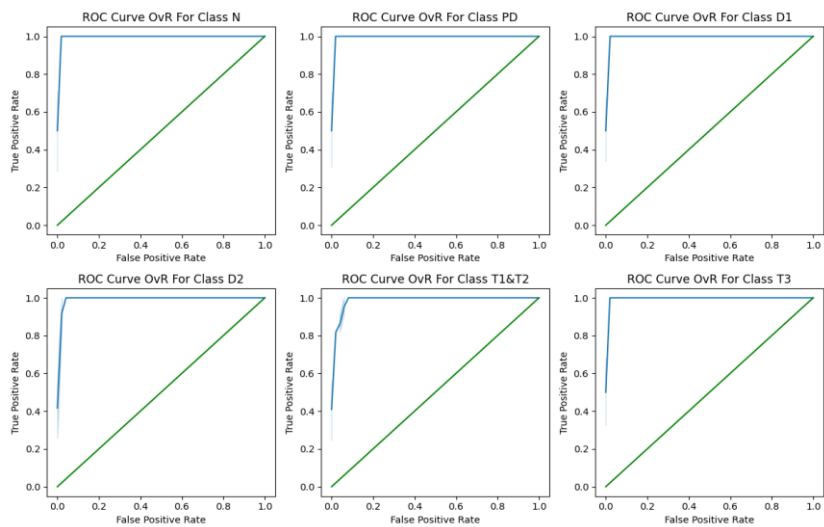 ROC Curve OvR For Class N
1.0
0.8
0.6
0.4
0.2
0.0
True Positive Rate
0.0 0.2 0.4 0.6 0.8 1.0
False Positive Rate
ROC Curve OvR For Class PD
1.0
0.8
0.6
0.4
0.2
0.0
True Positive Rate
0.0 0.2 0.4 0.6 0.8 1.0
False Positive Rate
ROC Curve OvR For Class D1
1.0
0.8
0.6
0.4
0.2
0.0
True Positive Rate
0.0 0.2 0.4 0.6 0.8 1.0
False Positive Rate
ROC Curve OvR For Class D2
1.0
0.8
0.6
0.4
0.2
0.0
True Positive Rate
0.0 0.2 0.4 0.6 0.8 1.0
False Positive Rate
ROC Curve OvR For Class T1&T2
1.0
0.8
0.6
0.4
0.2
0.0
True Positive Rate
0.0 0.2 0.4 0.6 0.8 1.0
False Positive Rate
ROC Curve OvR For Class T3
1.0
0.8
0.6
0.4
0.2
0.0
True Positive Rate
0.0 0.2 0.4 0.6 0.8 1.0
False Positive Rate